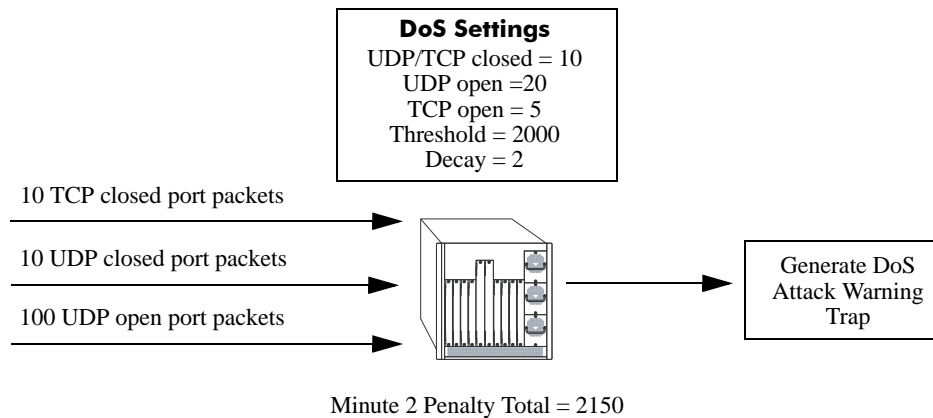 DoS Settings
UDP/TCP closed = 10
UDP open =20
TCP open = 5
Threshold = 2000
Decay = 2
10 TCP closed port packets
10 UDP closed port packets
100 UDP open port packets
Generate DoS
Attack Warning
Trap
Minute 2 Penalty Total = 2150